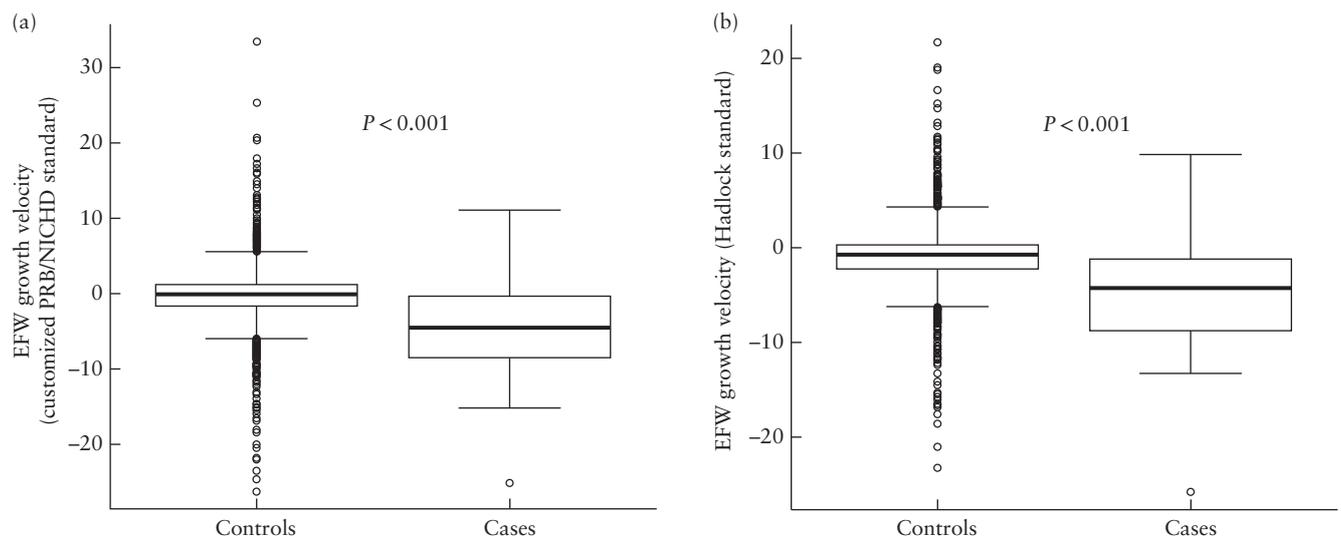 (a)
EFW growth velocity
(customized PRB/NICHD standard)
30
20
10
0
−10
−20
P < 0.001
Controls
Cases
(b)
EFW growth velocity (Hadlock standard)
20
10
0
−10
−20
P < 0.001
Controls
Cases